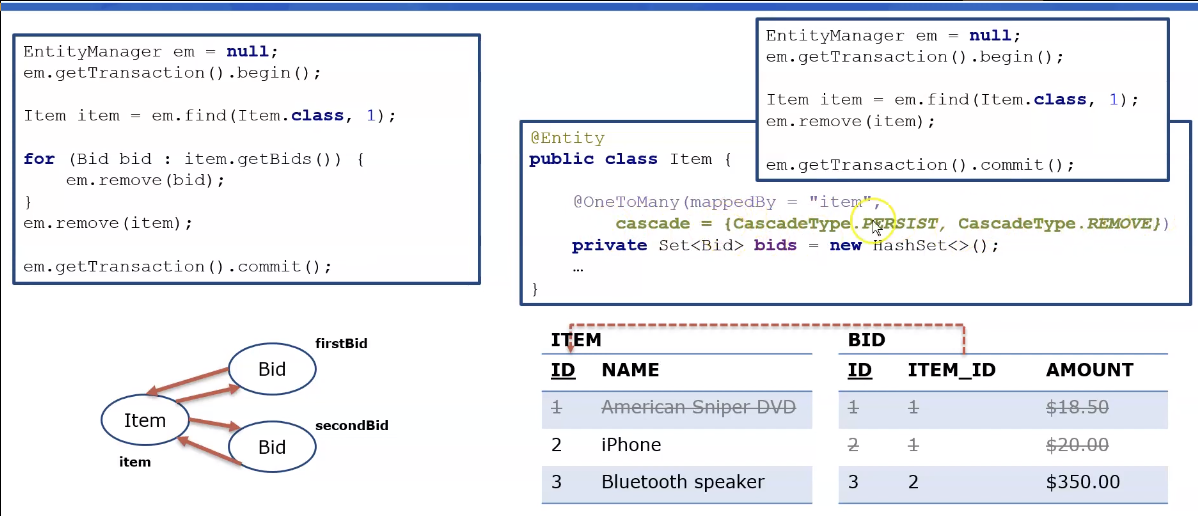 EntityManager em = null;
em.getTransaction().begin();
Item item = em.find(Item.class, 1);
for (Bid bid : item.getBids()) {
em.remove(bid);
}
em.remove(item);
em.getTransaction().commit();
EntityManager em = null;
em.getTransaction().begin();
Item item = em.find(Item.class, 1);
em.remove(item);
em.getTransaction().commit();
@Entity
public class Item {
@OneToMany(mappedBy = "item",
cascade = {CascadeType.PERSIST, CascadeType.REMOVE})
private Set<Bid> bids = new HashSet<>();
…
}
firstBid
Bid
Item
secondBid
Bid
item
ITEM
ID NAME
1 American Sniper DVD
2 iPhone
3 Bluetooth speaker
BID
ID ITEM_ID AMOUNT
1 1 $18.50
2 1 $20.00
3 2 $350.00